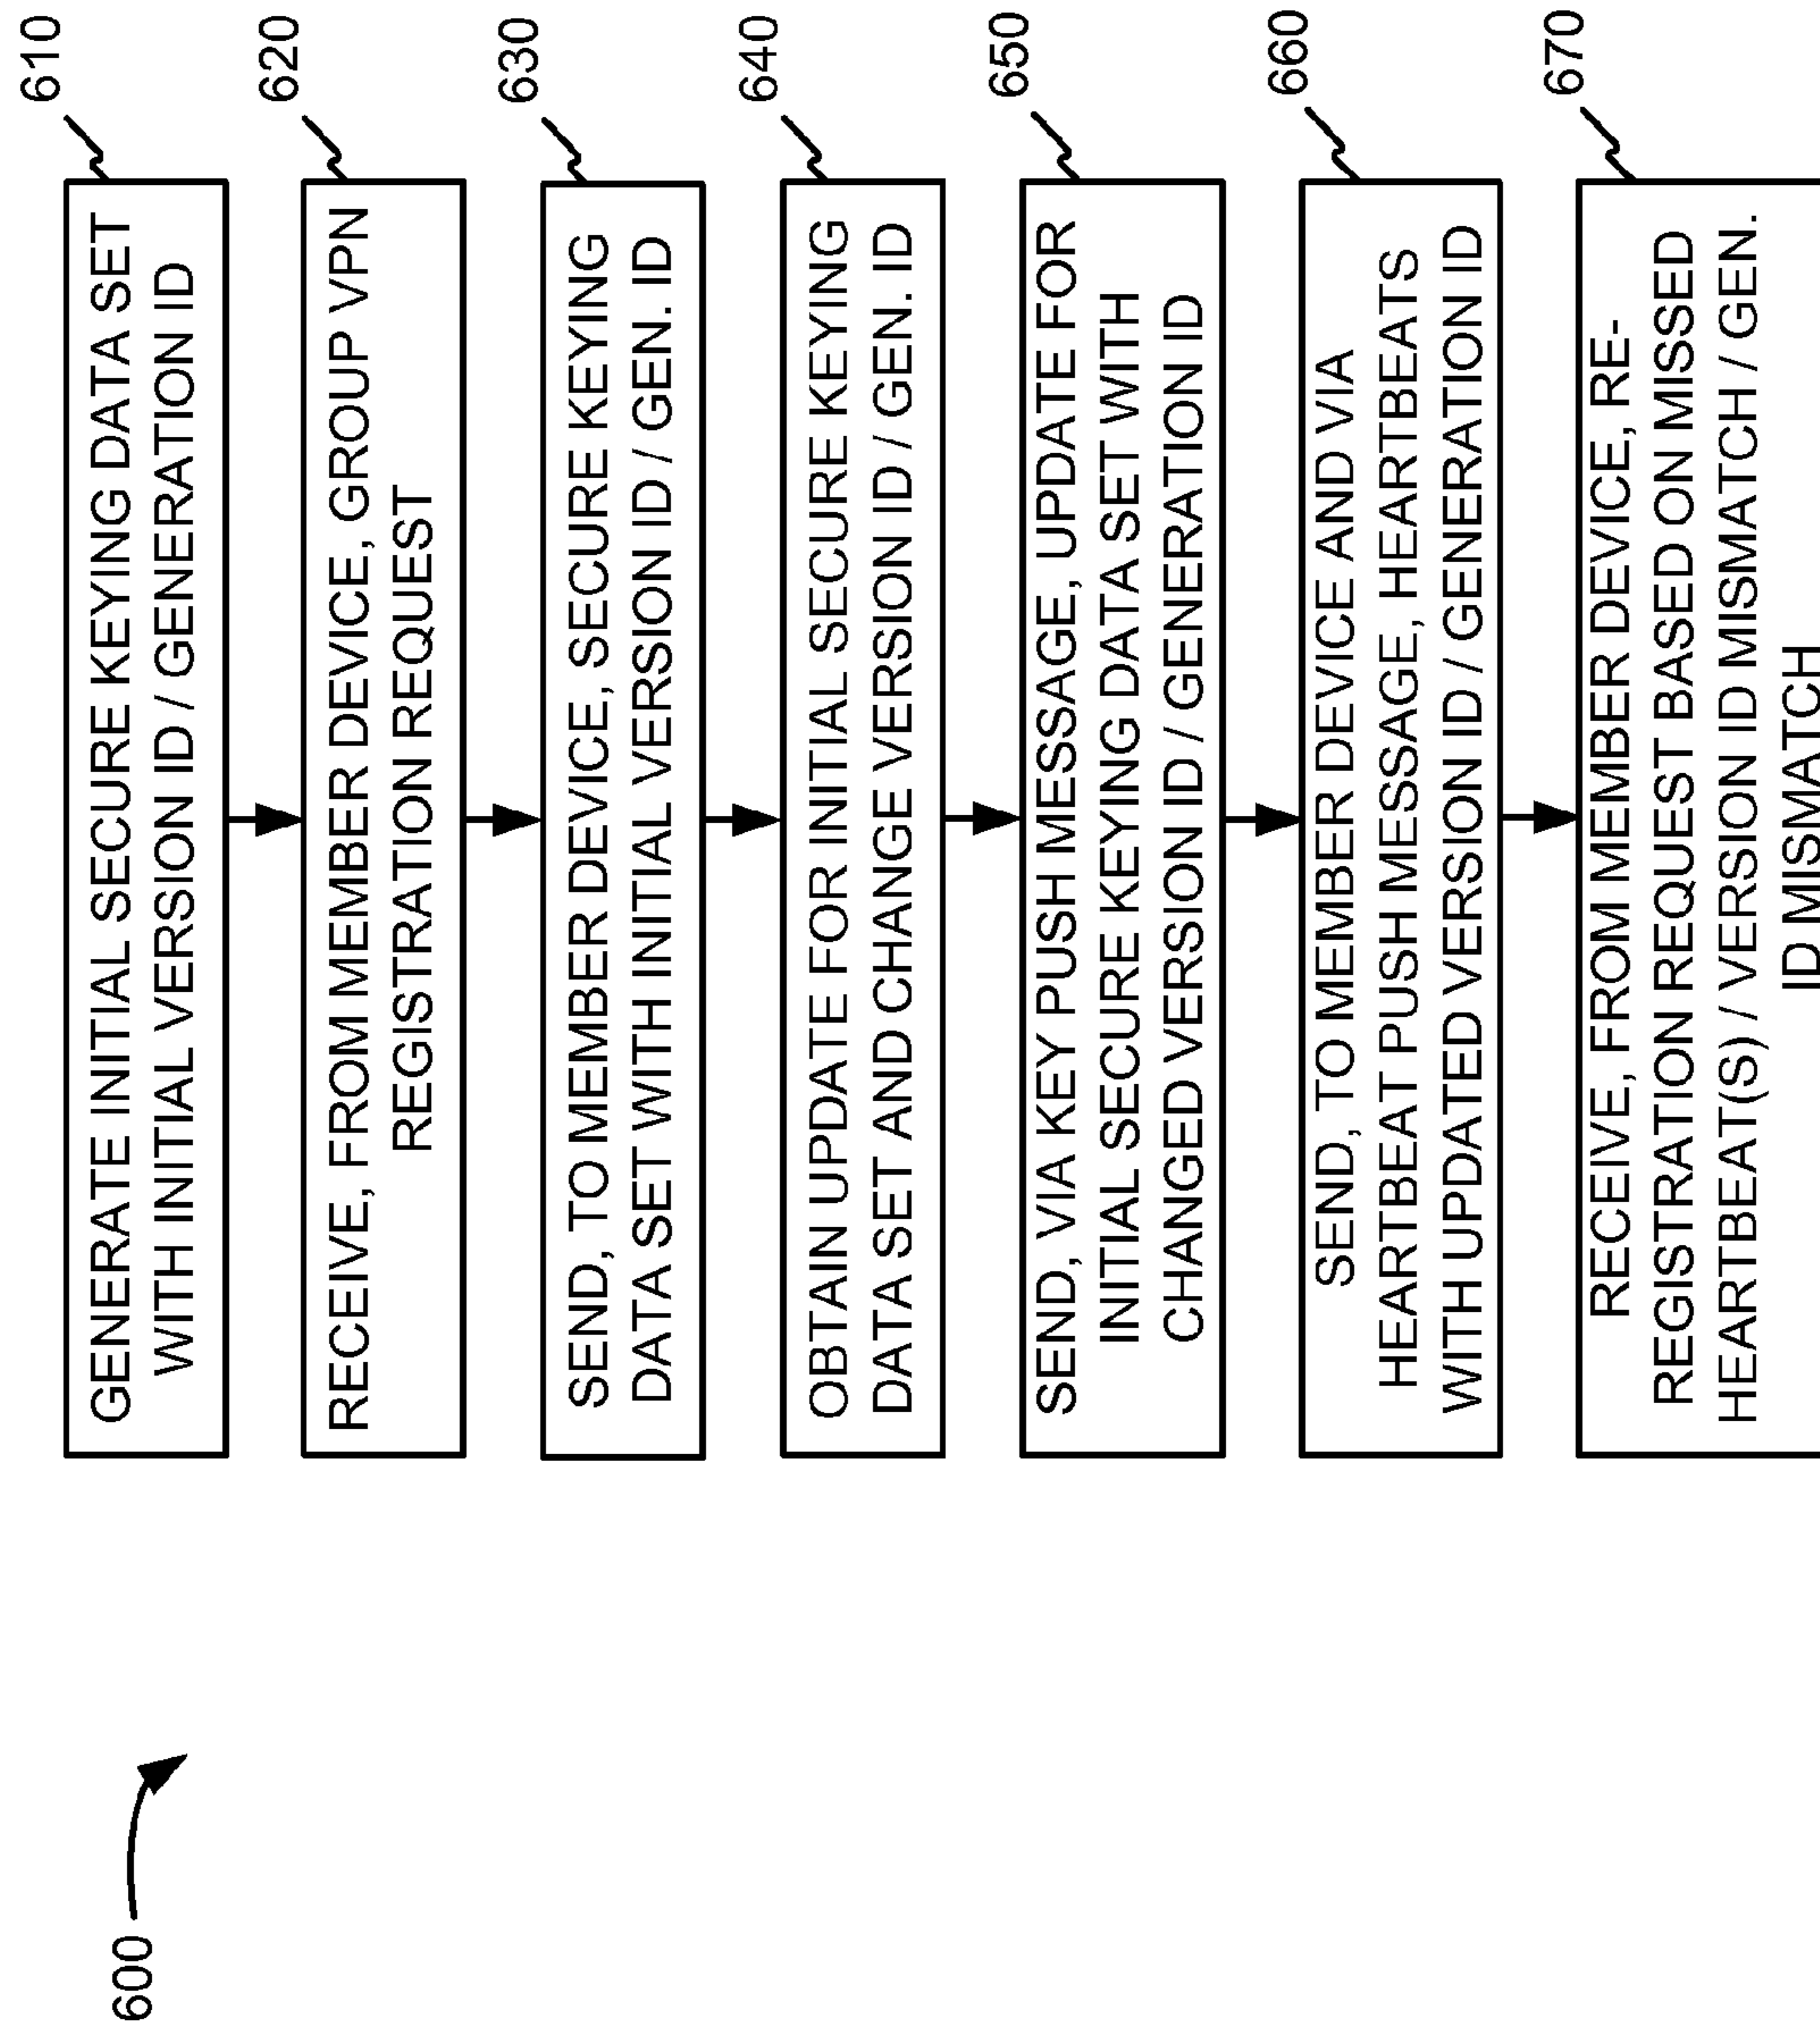 600
610
GENERATE INITIAL SECURE KEYING DATA SET
WITH INITIAL VERSION ID / GENERATION ID
620
RECEIVE, FROM MEMBER DEVICE, GROUP VPN
REGISTRATION REQUEST
630
SEND, TO MEMBER DEVICE, SECURE KEYING
DATA SET WITH INITIAL VERSION ID / GEN. ID
640
OBTAIN UPDATE FOR INITIAL SECURE KEYING
DATA SET AND CHANGE VERSION ID / GEN. ID
650
SEND, VIA KEY PUSH MESSAGE, UPDATE FOR
INITIAL SECURE KEYING DATA SET WITH
CHANGED VERSION ID / GENERATION ID
660
SEND, TO MEMBER DEVICE AND VIA
HEARTBEAT PUSH MESSAGE, HEARTBEATS
WITH UPDATED VERSION ID / GENERATION ID
670
RECEIVE, FROM MEMBER DEVICE, RE-
REGISTRATION REQUEST BASED ON MISSED
HEARTBEAT(S) / VERSION ID MISMATCH / GEN.
ID MISMATCH